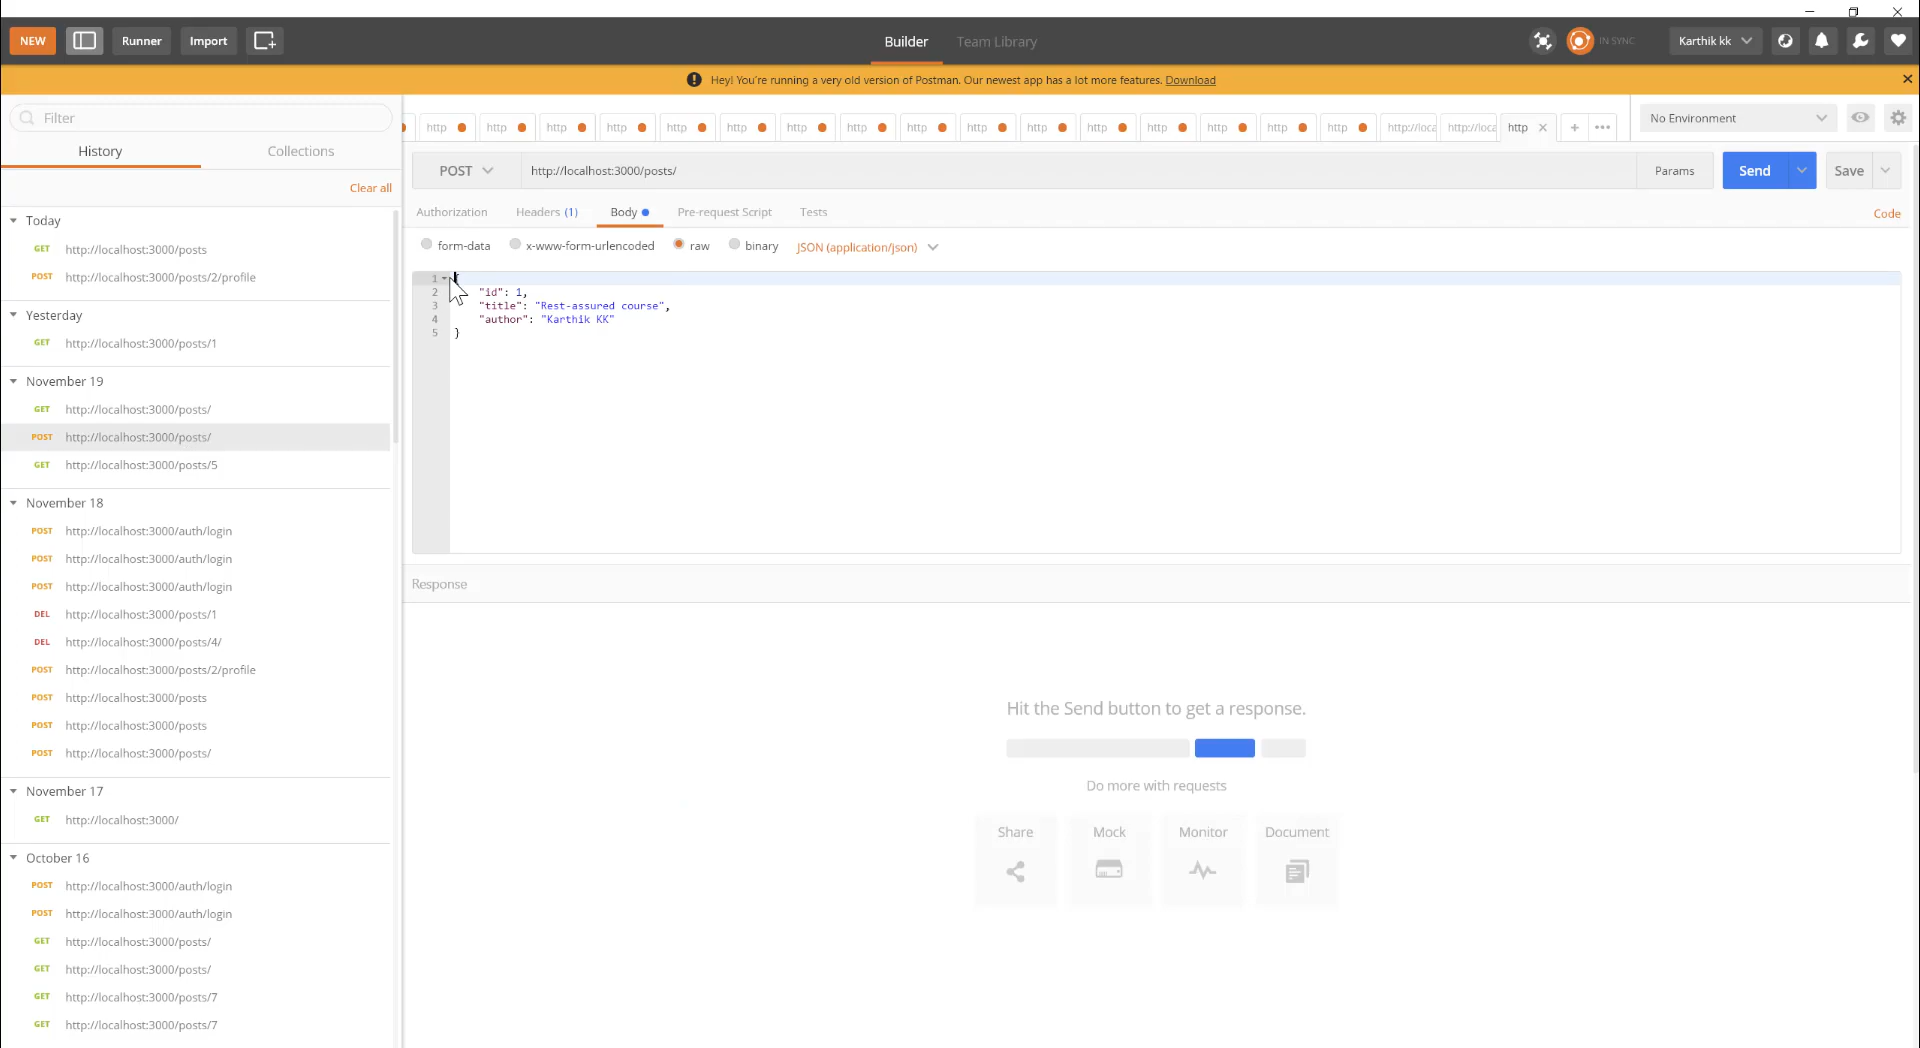 NEW Runner Import Builder Team Library IN SYNC Karthik kk
Hey! You're running a very old version of Postman. Our newest app has a lot more features. Download
Filter
History Collections
Clear all
Today
GET http://localhost:3000/posts
POST http://localhost:3000/posts/2/profile
Yesterday
GET http://localhost:3000/posts/1
November 19
GET http://localhost:3000/posts/
POST http://localhost:3000/posts/
GET http://localhost:3000/posts/5
November 18
POST http://localhost:3000/auth/login
POST http://localhost:3000/auth/login
POST http://localhost:3000/auth/login
DEL http://localhost:3000/posts/1
DEL http://localhost:3000/posts/4/
POST http://localhost:3000/posts/2/profile
POST http://localhost:3000/posts
POST http://localhost:3000/posts
POST http://localhost:3000/posts/
November 17
GET http://localhost:3000/
October 16
POST http://localhost:3000/auth/login
POST http://localhost:3000/auth/login
GET http://localhost:3000/posts/
GET http://localhost:3000/posts/
GET http://localhost:3000/posts/7
GET http://localhost:3000/posts/7
http http http http http http http http http http http http http http http http http://loca http://loca http + •••
No Environment
POST http://localhost:3000/posts/ Params Send Save
Authorization Headers (1) Body Pre-request Script Tests Code
form-data x-www-form-urlencoded raw binary JSON (application/json)
1 {
2 "id": 1,
3 "title": "Rest-assured course",
4 "author": "Karthik KK"
5 }
Response
Hit the Send button to get a response.
Do more with requests
Share Mock Monitor Document